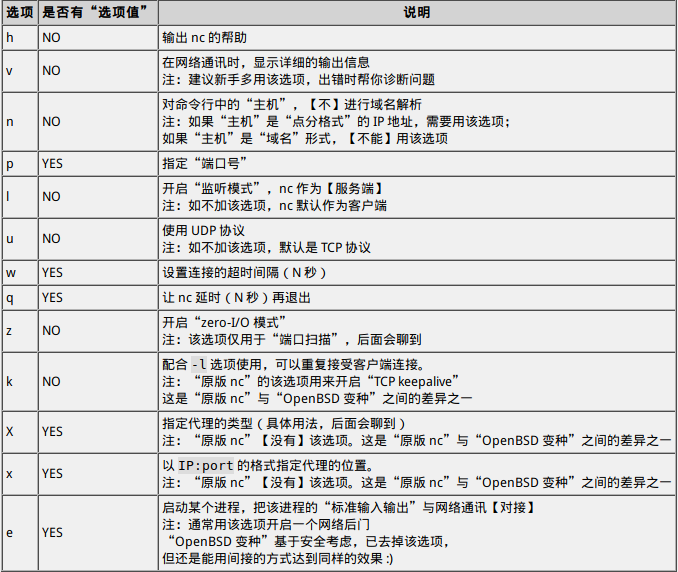 选项 是否有“选项值” 说明
h NO 输出 nc 的帮助
v NO 在网络通讯时，显示详细的输出信息
注：建议新手多用该选项，出错时帮你诊断问题
n NO 对命令行中的“主机”，【不】进行域名解析
注：如果“主机”是“点分格式”的 IP 地址，需要用该选项；
如果“主机”是“域名”形式，【不能】用该选项
p YES 指定“端口号”
l NO 开启“监听模式”，nc 作为【服务端】
注：如不加该选项，nc 默认作为客户端
u NO 使用 UDP 协议
注：如不加该选项，默认是 TCP 协议
w YES 设置连接的超时间隔（N 秒）
q YES 让 nc 延时（N 秒）再退出
z NO 开启“zero-I/O 模式”
注：该选项仅用于“端口扫描”，后面会聊到
k NO 配合 -l 选项使用，可以重复接受客户端连接。
注：“原版 nc”的该选项用来开启“TCP keepalive”
这是“原版 nc”与“OpenBSD 变种”之间的差异之一
X YES 指定代理的类型（具体用法，后面会聊到）
注：“原版 nc”【没有】该选项。这是“原版 nc”与“OpenBSD 变种”之间的差异之一
x YES 以 IP:port 的格式指定代理的位置。
注：“原版 nc”【没有】该选项。这是“原版 nc”与“OpenBSD 变种”之间的差异之一
e YES 启动某个进程，把该进程的“标准输入输出”与网络通讯【对接】
注：通常用该选项开启一个网络后门
“OpenBSD 变种”基于安全考虑，已去掉该选项，
但还是能用间接的方式达到同样的效果 :)